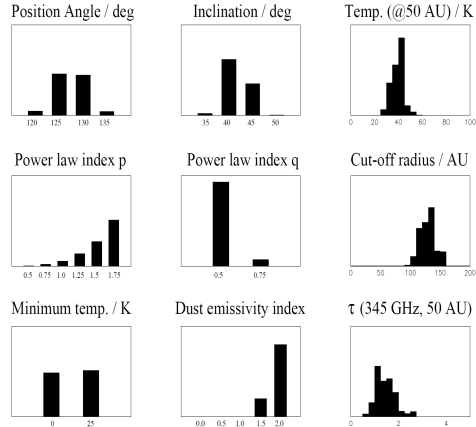 Position Angle / deg
Inclination / deg
Temp. (@50 AU) / K
120 125 130 135
35 40 45 50
0 20 40 60 80 100
Power law index p
Power law index q
Cut-off radius / AU
0.5 0.75 1.0 1.25 1.5 1.75
0.5 0.75
0 50 100 150 200
Minimum temp. / K
Dust emissivity index
τ (345 GHz, 50 AU)
0 25
0.0 0.5 1.0 1.5 2.0
0 2 4